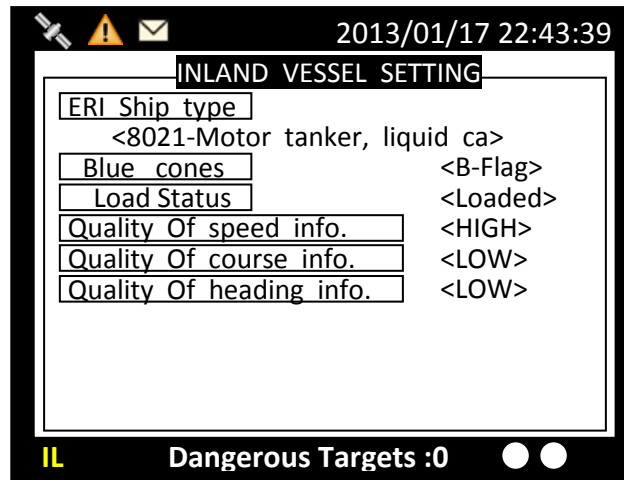 2013/01/17 22:43:39
INLAND VESSEL SETTING
ERI Ship type
<8021-Motor tanker, liquid ca>
Blue cones <B-Flag>
Load Status <Loaded>
Quality Of speed info. <HIGH>
Quality Of course info. <LOW>
Quality Of heading info. <LOW>
IL Dangerous Targets :0